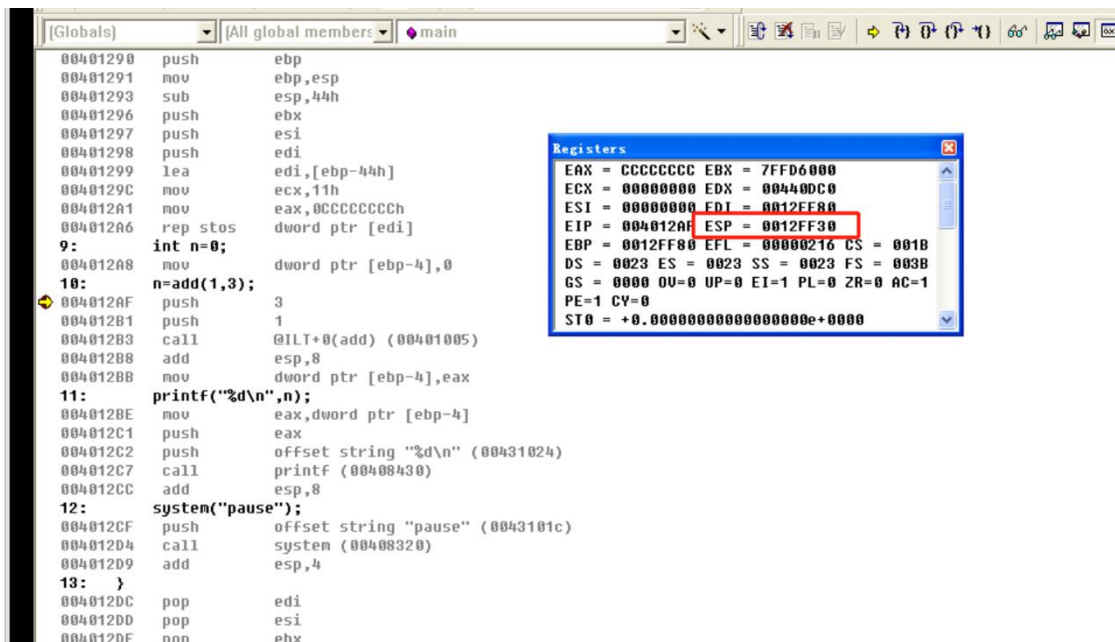 (Globals) (All global members main
00401290 push ebp
00401291 mov ebp,esp
00401293 sub esp,44h
00401296 push ebx
00401297 push esi
00401298 push edi
00401299 lea edi,[ebp-44h]
0040129C mov ecx,11h
004012A1 mov eax,0CCCCCCCCh
004012A6 rep stos dword ptr [edi]
9: int n=0;
004012A8 mov dword ptr [ebp-4],0
10: n=add(1,3);
004012AF push 3
004012B1 push 1
004012B3 call @ILT+0(add) (00401005)
004012B8 add esp,8
004012BB mov dword ptr [ebp-4],eax
11: printf("%d\n",n);
004012BE mov eax,dword ptr [ebp-4]
004012C1 push eax
004012C2 push offset string "%d\n" (00431024)
004012C7 call printf (00408430)
004012CC add esp,8
12: system("pause");
004012CF push offset string "pause" (0043101c)
004012D4 call system (00408320)
004012D9 add esp,4
13: }
004012DC pop edi
004012DD pop esi
004012DE pop ebx
Registers
EAX = CCCCCCCC EBX = 7FFD6000
ECX = 00000000 EDX = 00440DC0
ESI = 00000000 EDI = 0012FF80
EIP = 004012AF ESP = 0012FF30
EBP = 0012FF80 EFL = 00000216 CS = 001B
DS = 0023 ES = 0023 SS = 0023 FS = 003B
GS = 0000 OV=0 UP=0 EI=1 PL=0 ZR=0 AC=1
PE=1 CY=0
ST0 = +0.00000000000000000e+0000